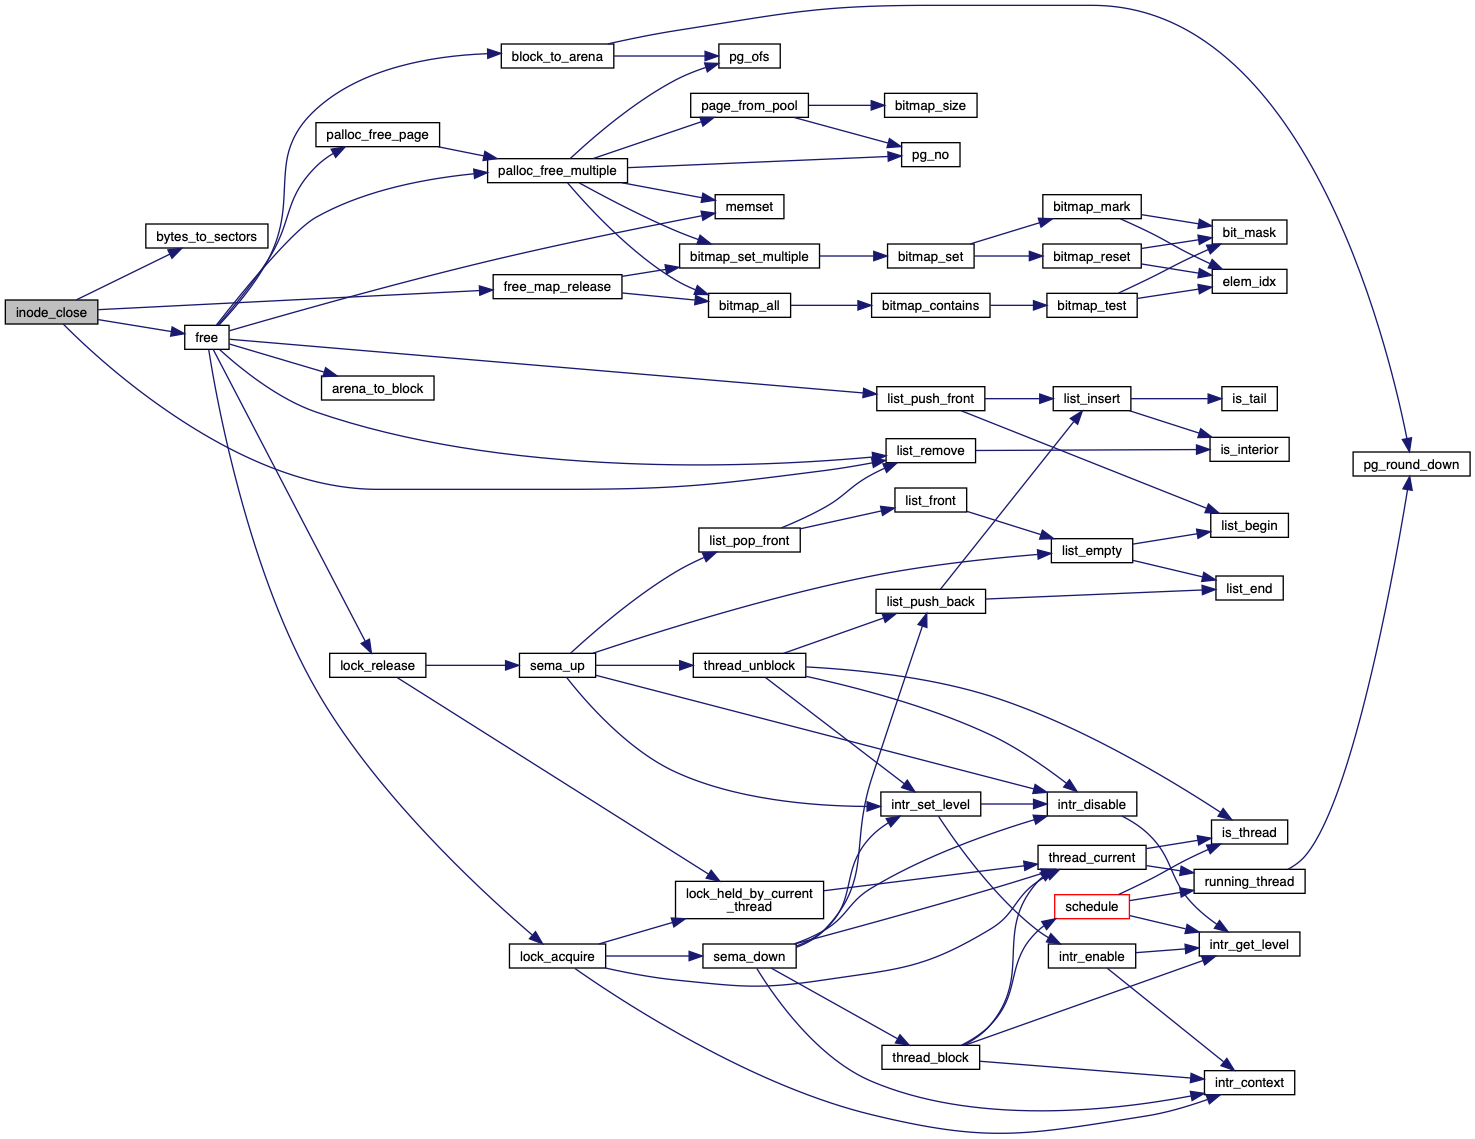 inode_close
bytes_to_sectors
free
block_to_arena
palloc_free_page
palloc_free_multiple
free_map_release
arena_to_block
lock_release
sema_up
lock_acquire
pg_ofs
page_from_pool
memset
bitmap_set_multiple
bitmap_all
list_pop_front
thread_unblock
lock_held_by_current
_thread
sema_down
bitmap_size
pg_no
bitmap_set
bitmap_contains
list_push_front
list_remove
list_front
list_push_back
intr_set_level
thread_block
bitmap_mark
bitmap_reset
bitmap_test
list_insert
list_empty
intr_disable
thread_current
schedule
intr_enable
bit_mask
elem_idx
is_tail
is_interior
list_begin
list_end
is_thread
running_thread
intr_get_level
intr_context
pg_round_down